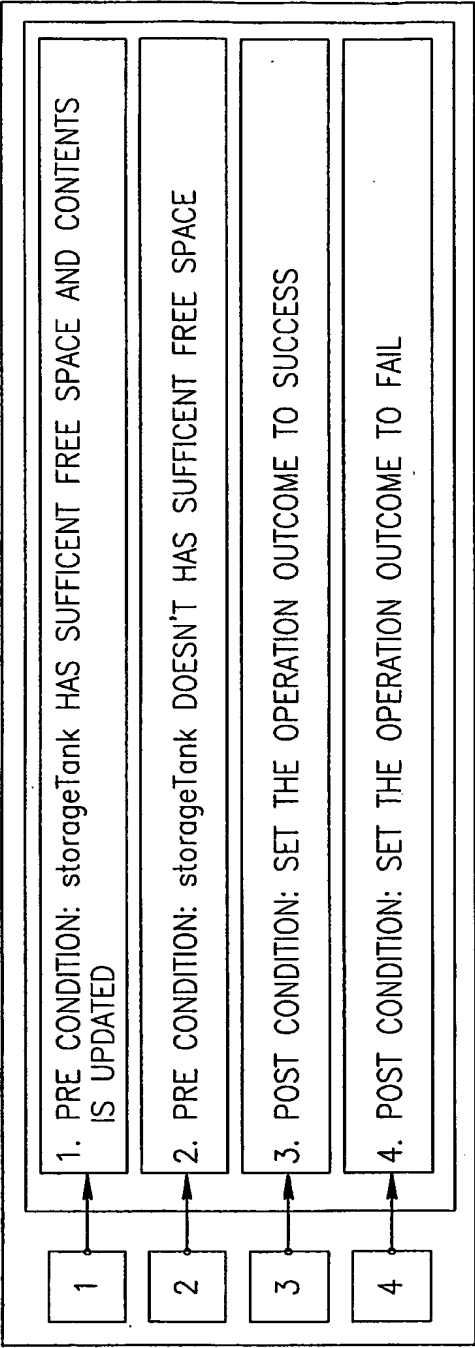 1
1. PRE CONDITION: storageTank HAS SUFFICENT FREE SPACE AND CONTENTS
IS UPDATED
2
2. PRE CONDITION: storageTank DOESN'T HAS SUFFICENT FREE SPACE
3
3. POST CONDITION: SET THE OPERATION OUTCOME TO SUCCESS
4
4. POST CONDITION: SET THE OPERATION OUTCOME TO FAIL